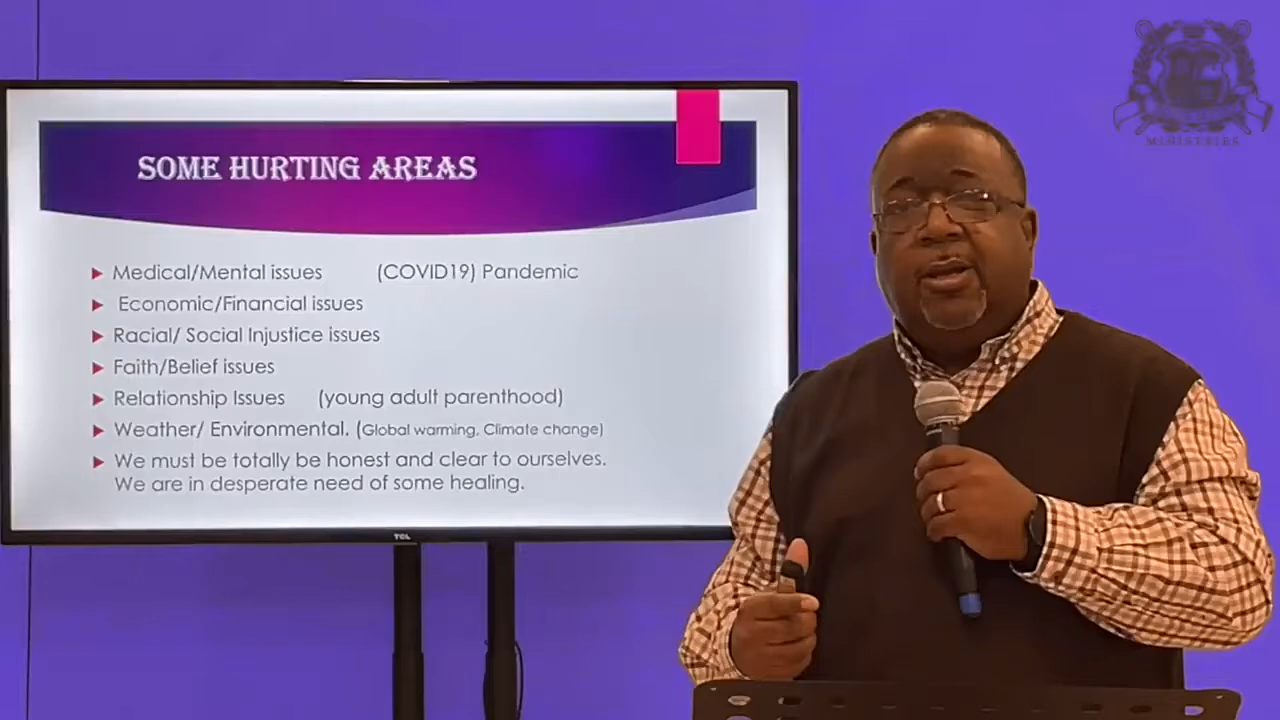 SOME HURTING AREAS
Medical/Mental issues (COVID19) Pandemic
Economic/Financial issues
Racial/ Social Injustice issues
Faith/Belief issues
Relationship Issues (young adult parenthood)
Weather/ Environmental. (Global warming, Climate change)
We must be totally be honest and clear to ourselves.
We are in desperate need of some healing.
TCL
MINISTRIES